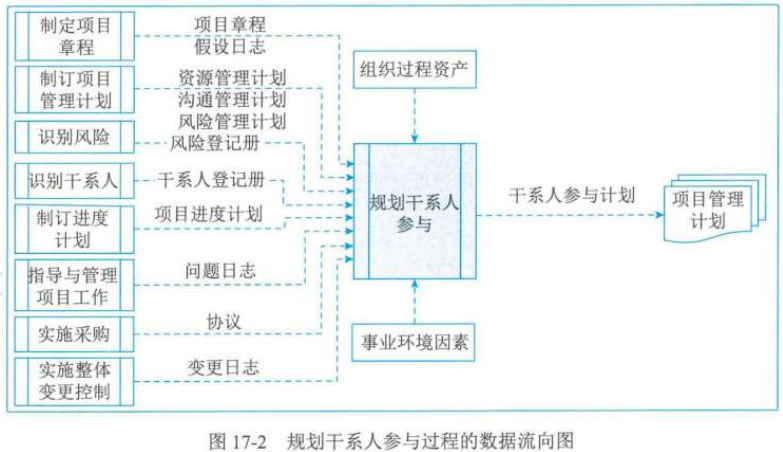 制定项目
章程
项目章程
假设日志
制订项目
管理计划
资源管理计划
沟通管理计划
风险管理计划
识别风险
风险登记册
识别干系人
干系人登记册
制订进度
计划
项目进度计划
指导与管理
项目工作
问题日志
实施采购
协议
实施整体
变更控制
变更日志
组织过程资产
规划干系人
参与
事业环境因素
干系人参与计划
项目管理
计划
图 17-2 规划干系人参与过程的数据流向图